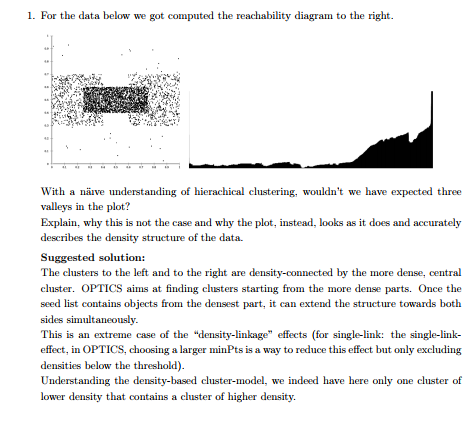 1. For the data below we got computed the reachability diagram to the right.
With a näıve understanding of hierachical clustering, wouldn't we have expected three
valleys in the plot?
Explain, why this is not the case and why the plot, instead, looks as it does and accurately
describes the density structure of the data.
Suggested solution:
The clusters to the left and to the right are density-connected by the more dense, central
cluster. OPTICS aims at finding clusters starting from the more dense parts. Once the
seed list contains objects from the densest part, it can extend the structure towards both
sides simultaneously.
This is an extreme case of the “density-linkage” effects (for single-link: the single-link-
effect, in OPTICS, choosing a larger minPts is a way to reduce this effect but only excluding
densities below the threshold).
Understanding the density-based cluster-model, we indeed have here only one cluster of
lower density that contains a cluster of higher density.